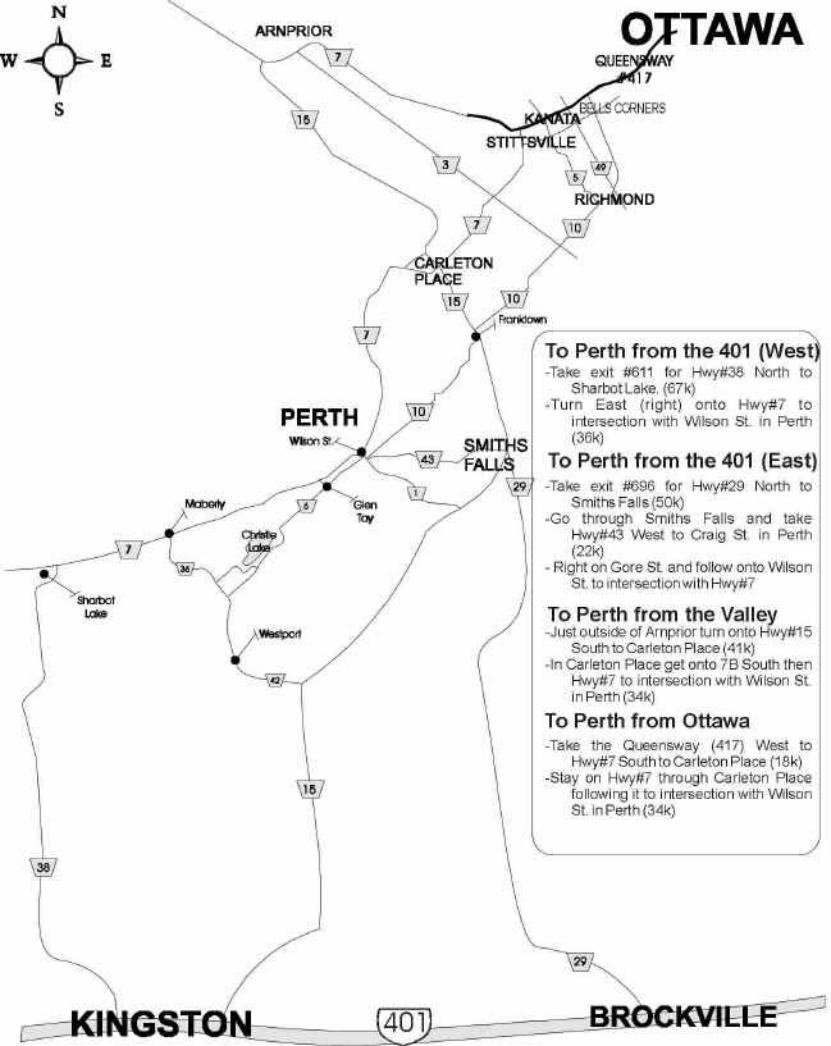 N
W
E
S
ARNPRIOR
OTTAWA
7
QUEENSWAY
#417
BELLS CORNERS
KANATA
15
STITTSVILLE
3
5
49
RICHMOND
7
10
CARLETON
PLACE
15
10
Franktown
7
To Perth from the 401 (West)
-Take exit #611 for Hwy#38 North to
Sharbot Lake. (67k)
-Turn East (right) onto Hwy#7 to
intersection with Wilson St. in Perth
(36k)
To Perth from the 401 (East)
-Take exit #696 for Hwy#29 North to
Smiths Falls (50k)
-Go through Smiths Falls and take
Hwy#43 West to Craig St. in Perth
(22k)
- Right on Gore St. and follow onto Wilson
St. to intersection with Hwy#7
To Perth from the Valley
-Just outside of Arnprior turn onto Hwy#15
South to Carleton Place (41k)
-In Carleton Place get onto 7B South then
Hwy#7 to intersection with Wilson St.
in Perth (34k)
To Perth from Ottawa
-Take the Queensway (417) West to
Hwy#7 South to Carleton Place (18k)
-Stay on Hwy#7 through Carleton Place
following it to intersection with Wilson
St. in Perth (34k)
10
PERTH
Wilson St.
SMITHS
FALLS
43
29
1
Glen
Tay
6
Maberly
Christie
Lake
7
36
Sharbot
Lake
Westport
42
15
38
29
KINGSTON
401
BROCKVILLE